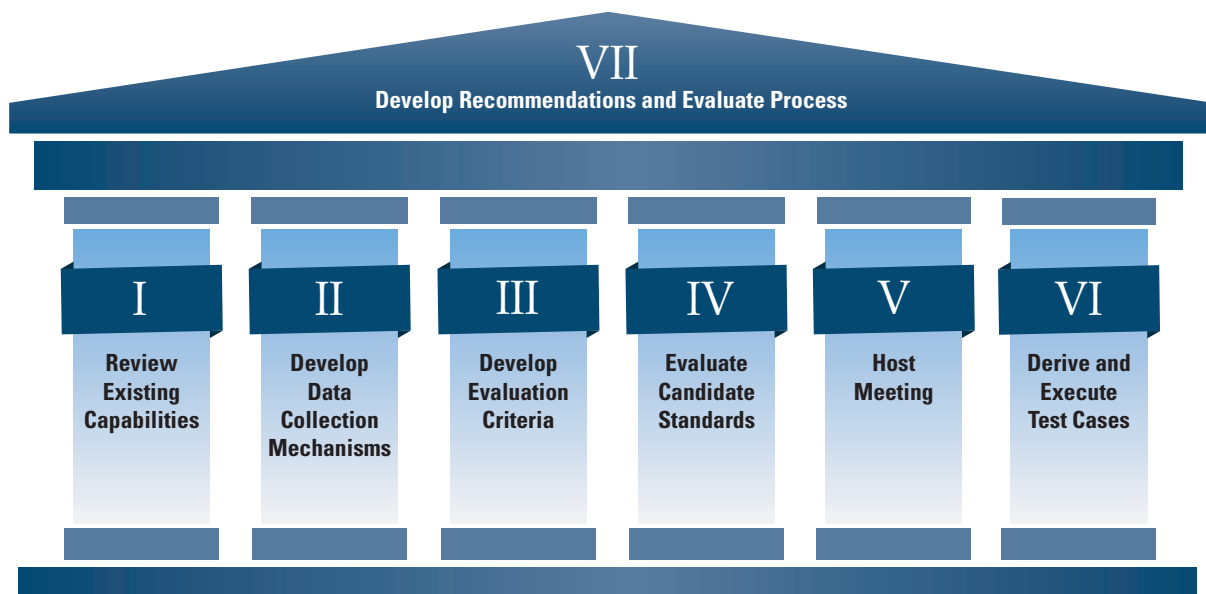 VII
Develop Recommendations and Evaluate Process
I
Review
Existing
Capabilities
II
Develop
Data
Collection
Mechanisms
III
Develop
Evaluation
Criteria
IV
Evaluate
Candidate
Standards
V
Host
Meeting
VI
Derive and
Execute
Test Cases